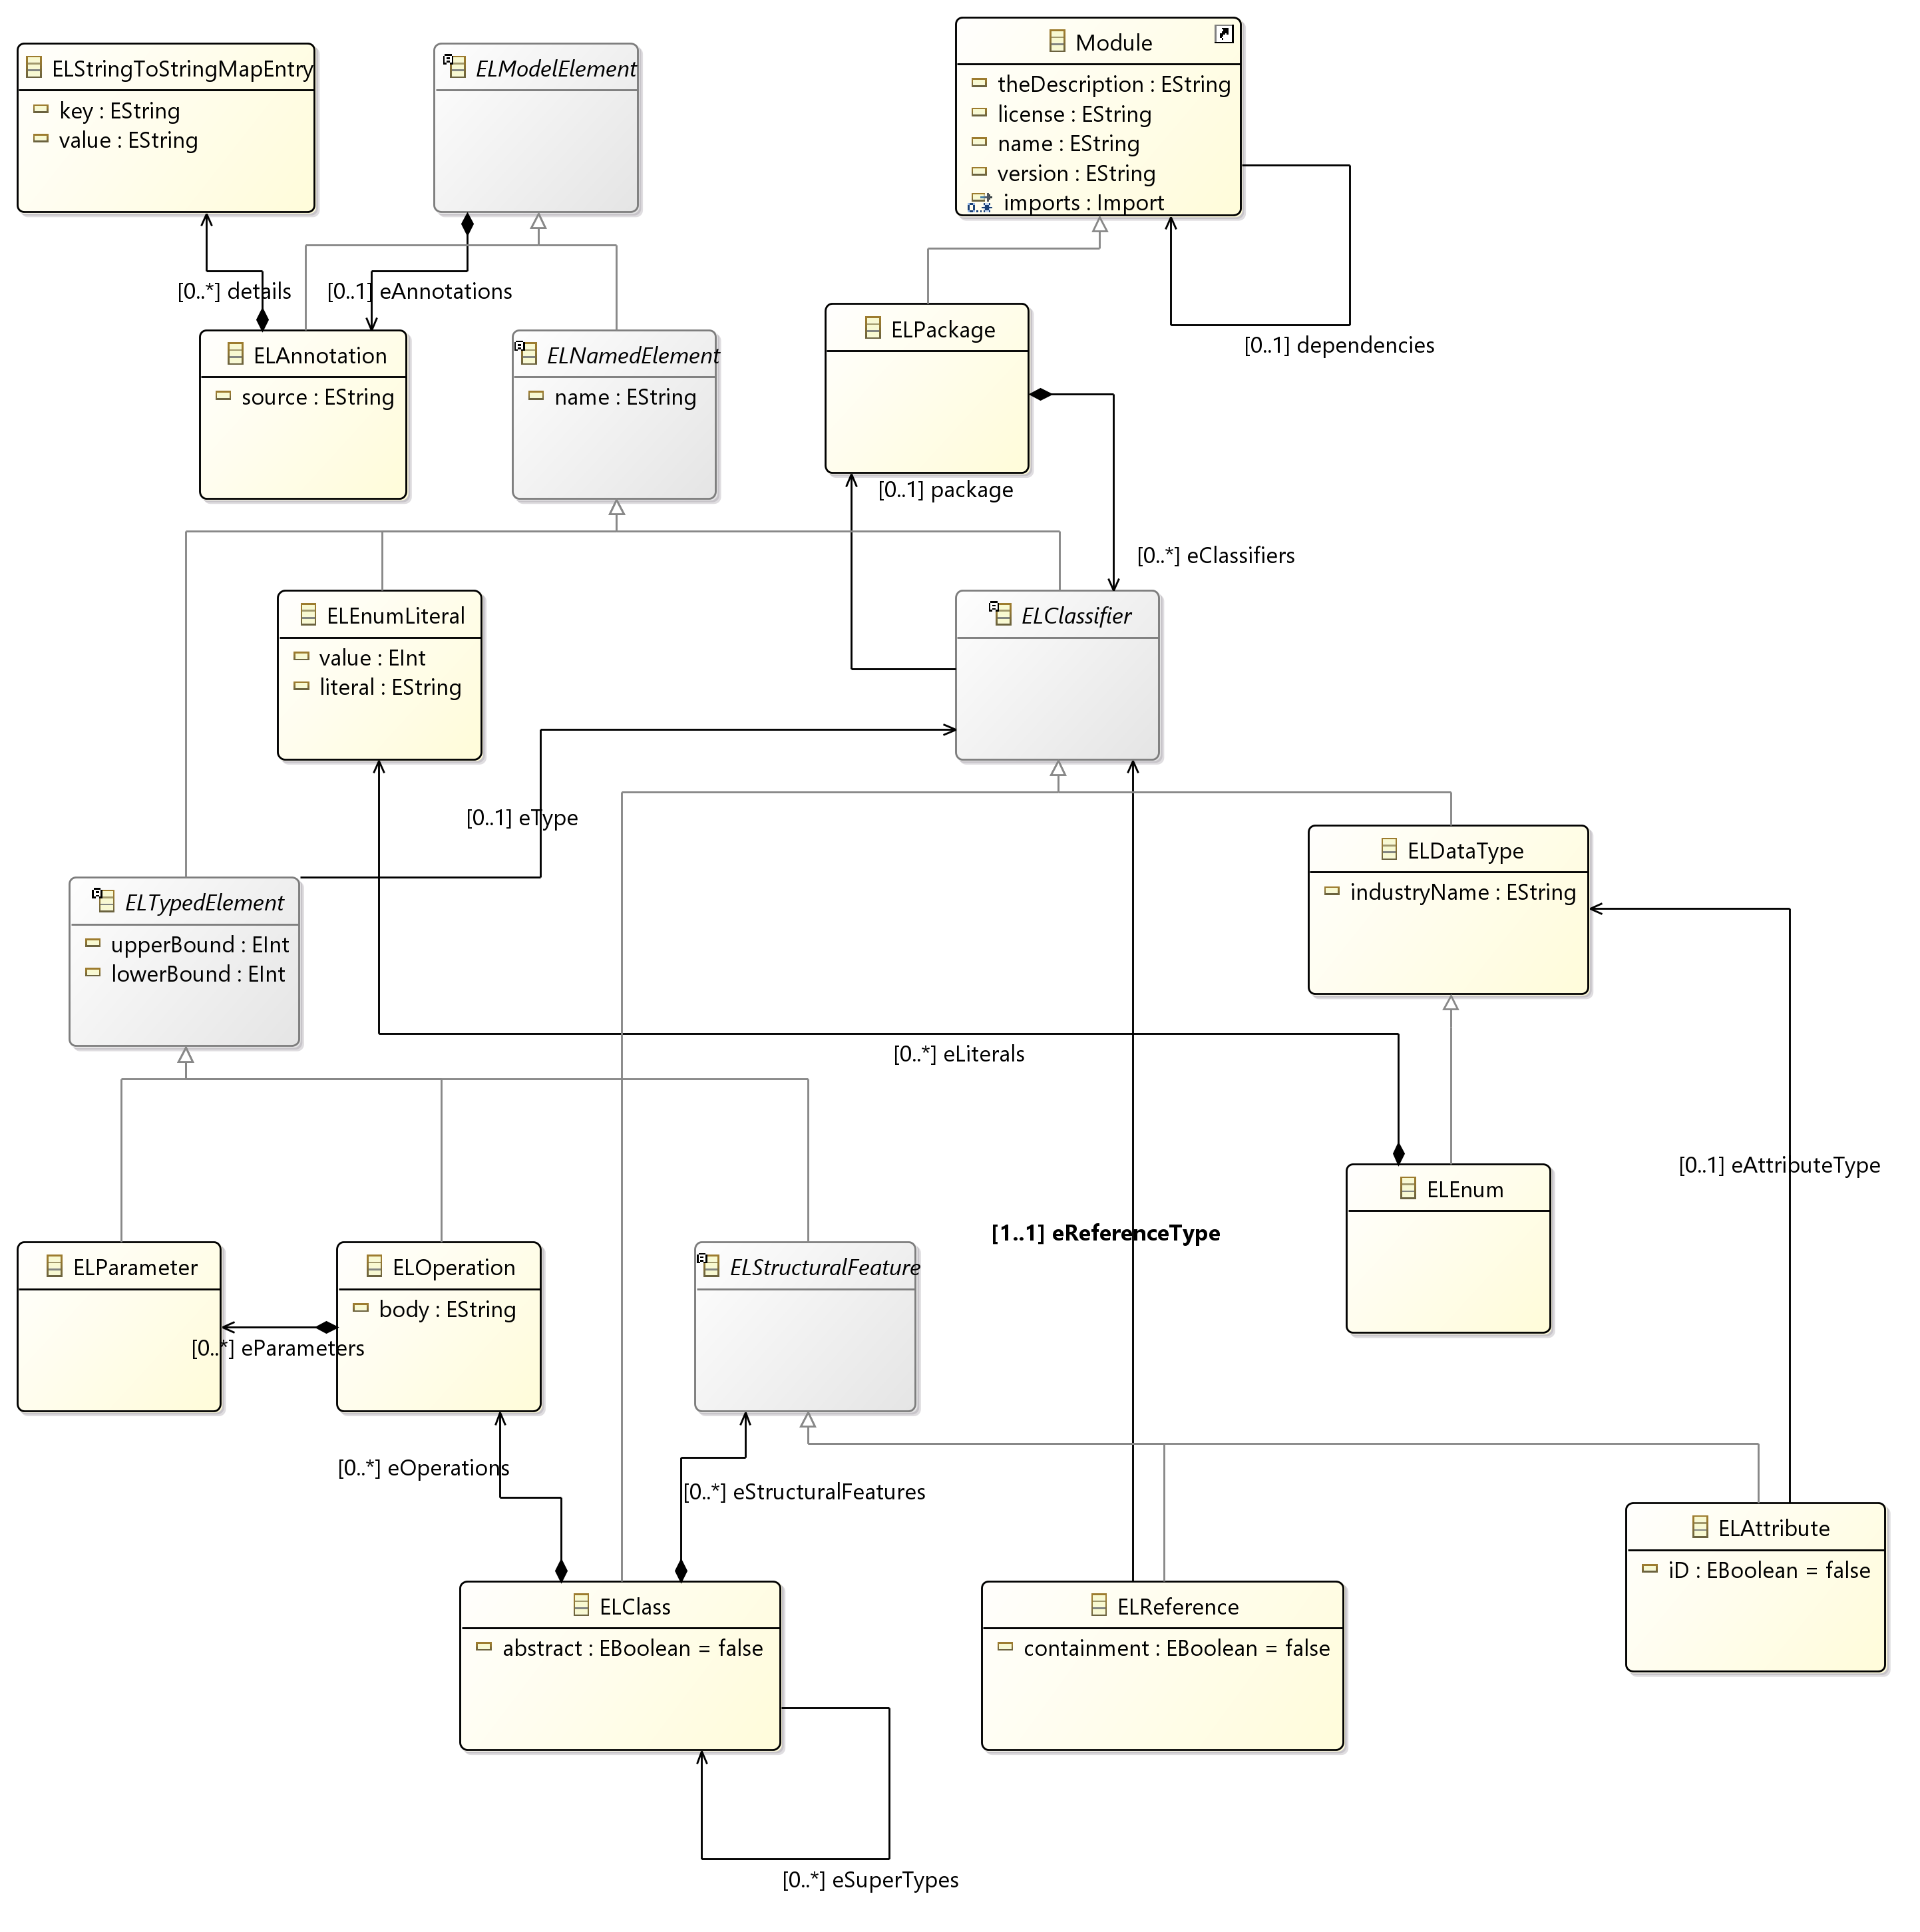 ELStringToStringMapEntry
key : EString
value : EString
ELModelElement
Module
theDescription : EString
license : EString
name : EString
version : EString
0..*
imports : Import
[0..*] details
[0..1] eAnnotations
[0..1] dependencies
ELAnnotation
source : EString
ELNamedElement
name : EString
ELPackage
[0..1] package
[0..*] eClassifiers
ELEnumLiteral
value : EInt
literal : EString
ELClassifier
[0..1] eType
ELDataType
industryName : EString
ELTypedElement
upperBound : EInt
lowerBound : EInt
[0..*] eLiterals
[0..1] eAttributeType
ELEnum
[1..1] eReferenceType
ELParameter
ELOperation
body : EString
ELStructuralFeature
[0..*] eParameters
[0..*] eOperations
[0..*] eStructuralFeatures
ELAttribute
iD : EBoolean = false
ELClass
abstract : EBoolean = false
ELReference
containment : EBoolean = false
[0..*] eSuperTypes